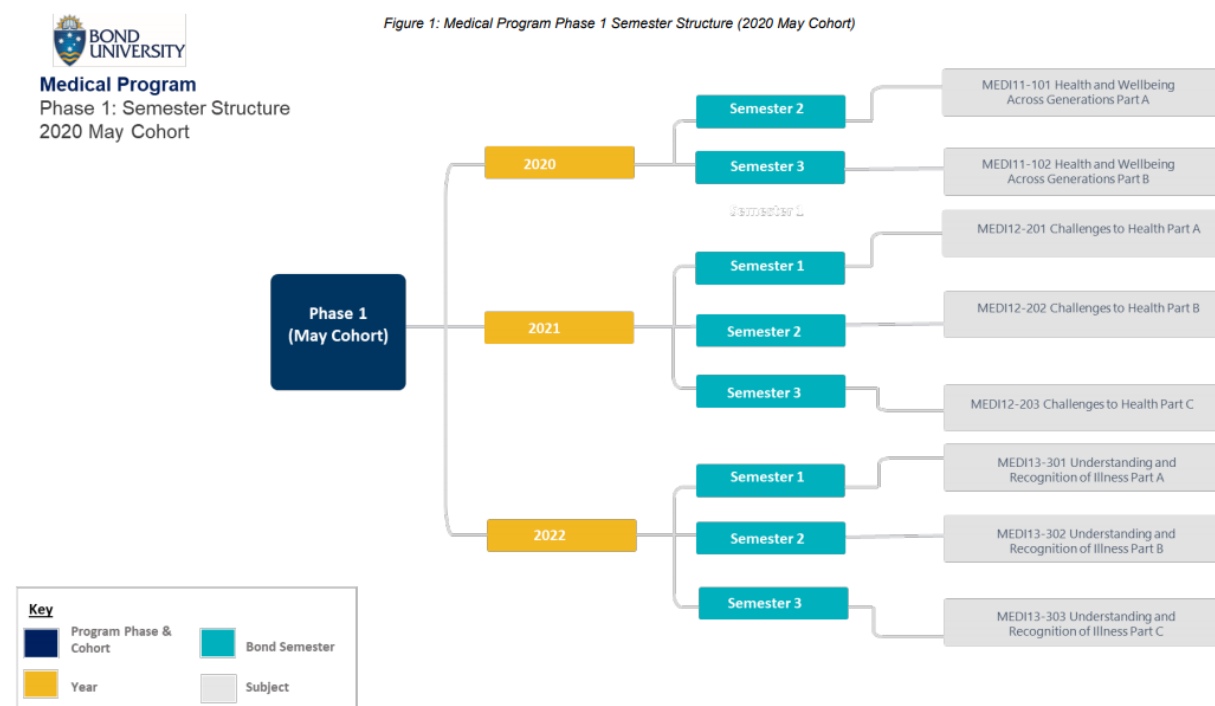 Figure 1: Medical Program Phase 1 Semester Structure (2020 May Cohort)
BOND
UNIVERSITY
Medical Program
Phase 1: Semester Structure
2020 May Cohort
Phase 1
(May Cohort)
2020
Semester 2
MEDI11-101 Health and Wellbeing
Across Generations Part A
Semester 3
MEDI11-102 Health and Wellbeing
Across Generations Part B
Semester 1
2021
Semester 1
MEDI12-201 Challenges to Health Part A
Semester 2
MEDI12-202 Challenges to Health Part B
Semester 3
MEDI12-203 Challenges to Health Part C
2022
Semester 1
MEDI13-301 Understanding and
Recognition of Illness Part A
Semester 2
MEDI13-302 Understanding and
Recognition of Illness Part B
Semester 3
MEDI13-303 Understanding and
Recognition of Illness Part C
Key
Program Phase &
Cohort
Bond Semester
Year
Subject